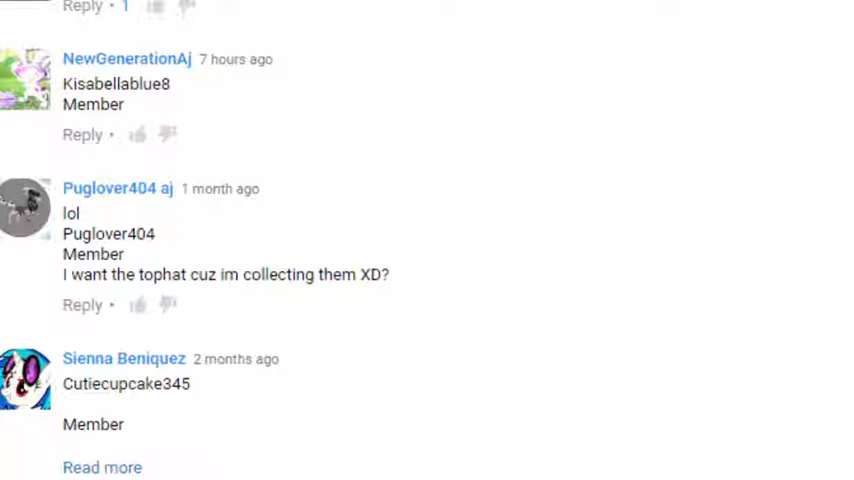 Reply • 1
NewGenerationAj 7 hours ago
Kisabellablue8
Member
Reply •
Puglover404 aj 1 month ago
lol
Puglover404
Member
I want the tophat cuz im collecting them XD?
Reply •
Sienna Beniquez 2 months ago
Cutiecupcake345
Member
Read more